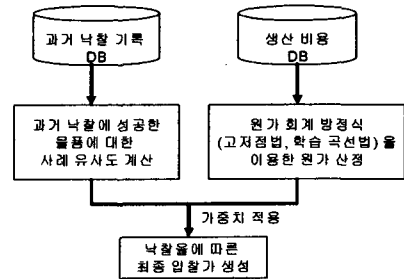 과거 낙찰 기록
DB
생산 비용
DB
과거 낙찰에 성공한
물품에 대한
사례 유사도 계산
원가 회계 방정식
(고저점법, 학습 곡선법)을
이용한 원가 산정
가중치 적용
낙찰율에 따른
최종 입찰가 생성